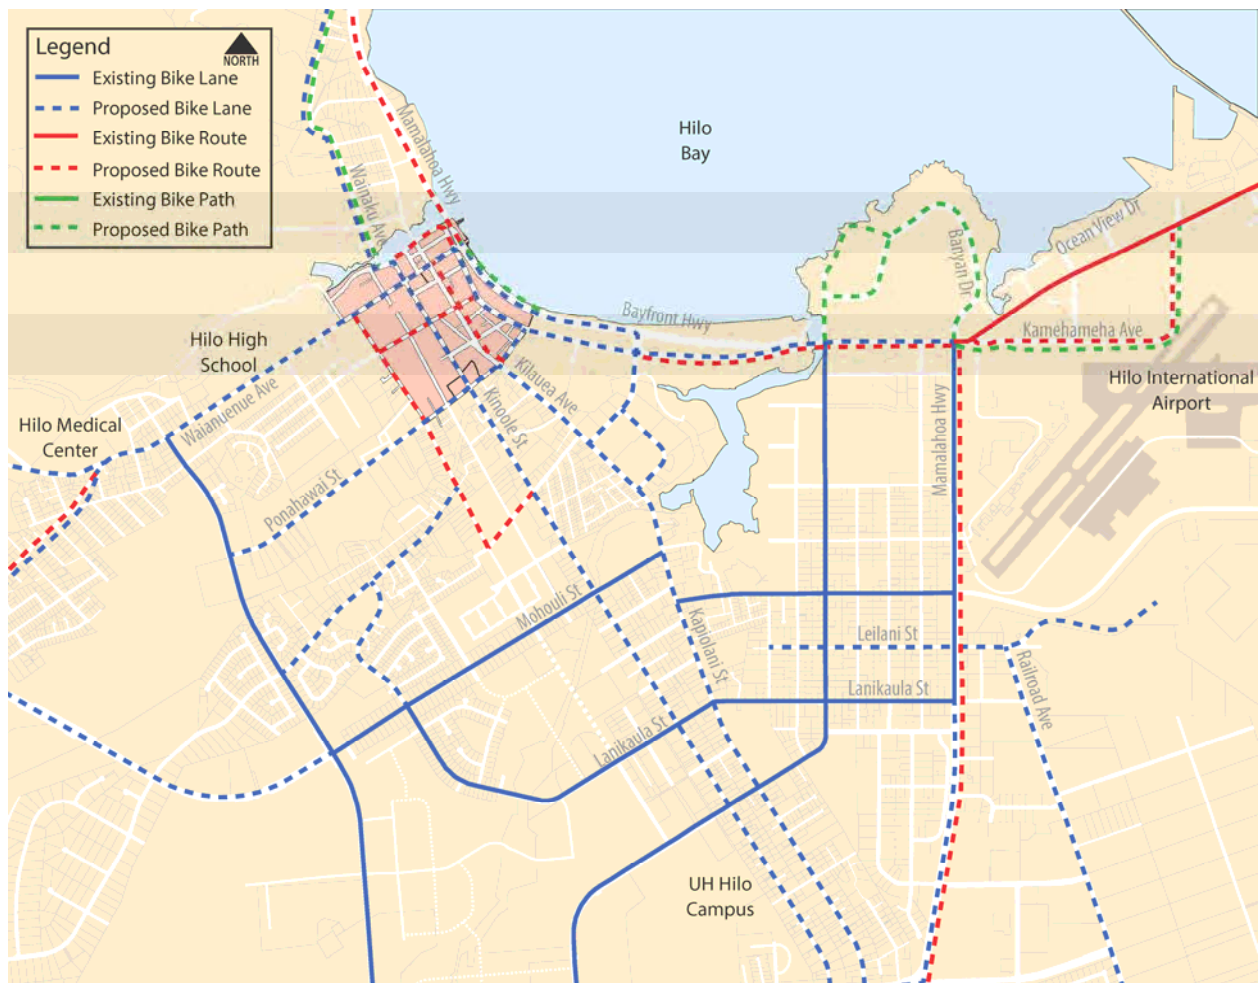 Legend
NORTH
Existing Bike Lane
Proposed Bike Lane
Existing Bike Route
Proposed Bike Route
Existing Bike Path
Proposed Bike Path
Mamalahoa Hwy
Wainaku Ave
Hilo
Bay
Banyan Dr
Ocean View Dr
Bayfront Hwy
Kamehameha Ave
Hilo High
School
Waianuenue Ave
Kilauea Ave
Kinoole St
Hilo International
Airport
Mamalahoa Hwy
Hilo Medical
Center
Ponahawai St
Mohouli St
Kapiolani St
Leilani St
Railroad Ave
Lanikaula St
Lanikaula St
UH Hilo
Campus